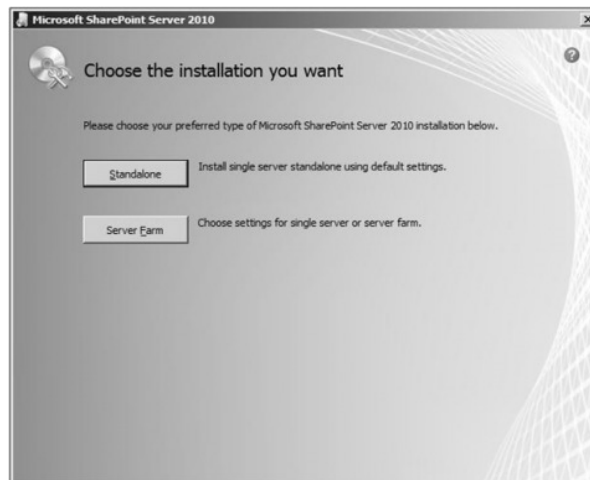 Microsoft SharePoint Server 2010
Choose the installation you want
Please choose your preferred type of Microsoft SharePoint Server 2010 installation below.
Standalone Install single server standalone using default settings.
Server Farm Choose settings for single server or server farm.